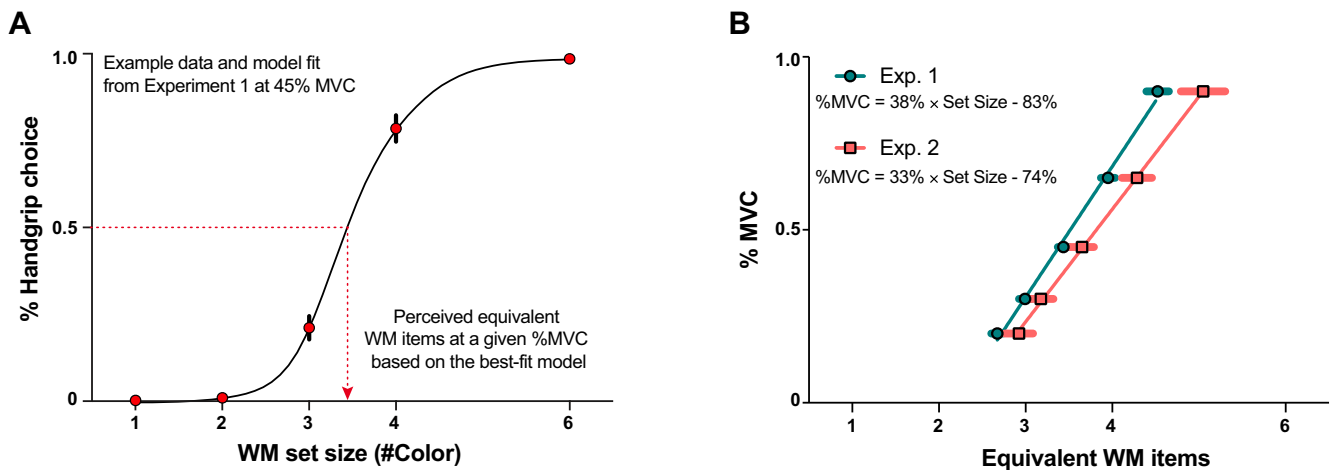 A
Example data and model fit
from Experiment 1 at 45% MVC
% Handgrip choice
1.0
0.5
0
Perceived equivalent
WM items at a given %MVC
based on the best-fit model
1 2 3 4 6
WM set size (#Color)
B
Exp. 1
%MVC = 38% × Set Size - 83%
Exp. 2
%MVC = 33% × Set Size - 74%
% MVC
1.0
0.5
0
1 2 3 4 6
Equivalent WM items